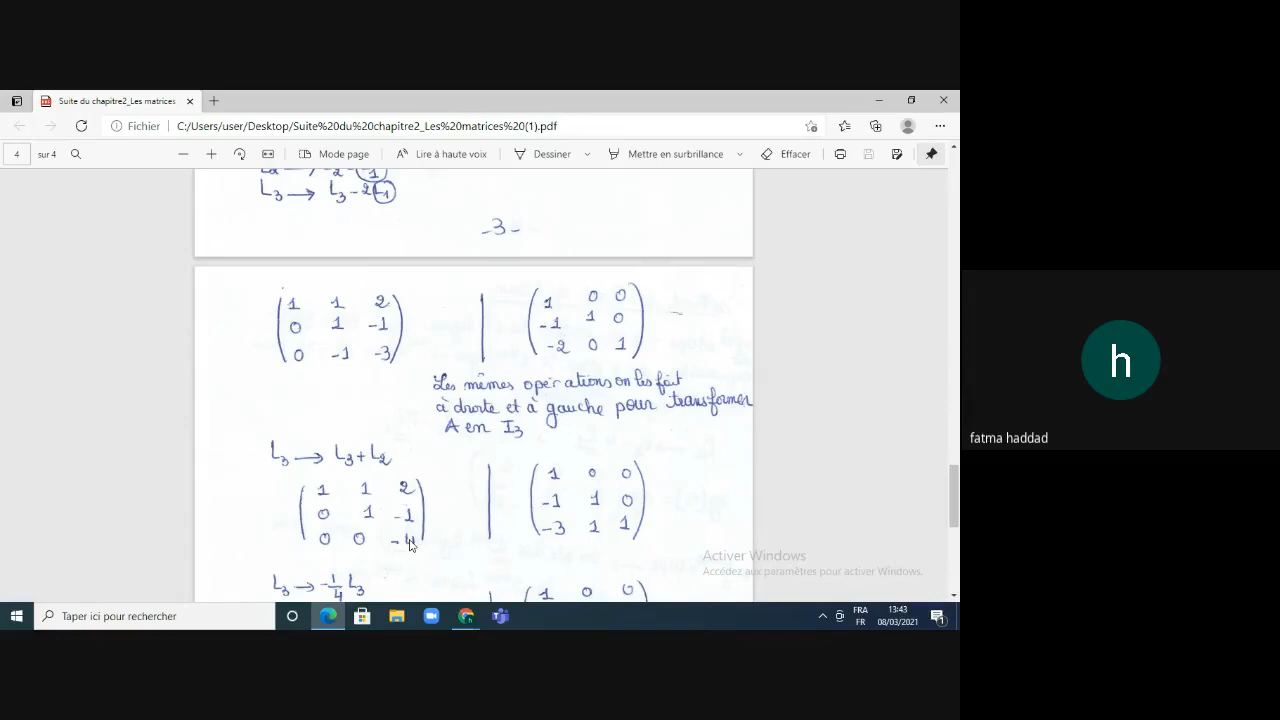 Suite du chapitre2_Les matrices
Fichier C:/Users/user/Desktop/Suite%20du%20chapitre2_Les%20matrices%20(1).pdf
4 sur 4 Mode page Lire à haute voix Dessiner Mettre en surbrillance Effacer
L3 → L3 - 2L1
-3-
1 1 2 | 1 0 0
0 1 -1 | -1 1 0
0 -1 -3 | -2 0 1
Les mêmes opérations on les fait
à droite et à gauche pour transformer
A en I3
L3 → L3 + L2
1 1 2 | 1 0 0
0 1 -1 | -1 1 0
0 0 -4 | -3 1 1
L3 → -1/4 L3
1 0 0
Activer Windows
Accédez aux paramètres pour activer Windows.
Taper ici pour rechercher
FRA
FR
13:43
08/03/2021
1
h
fatma haddad